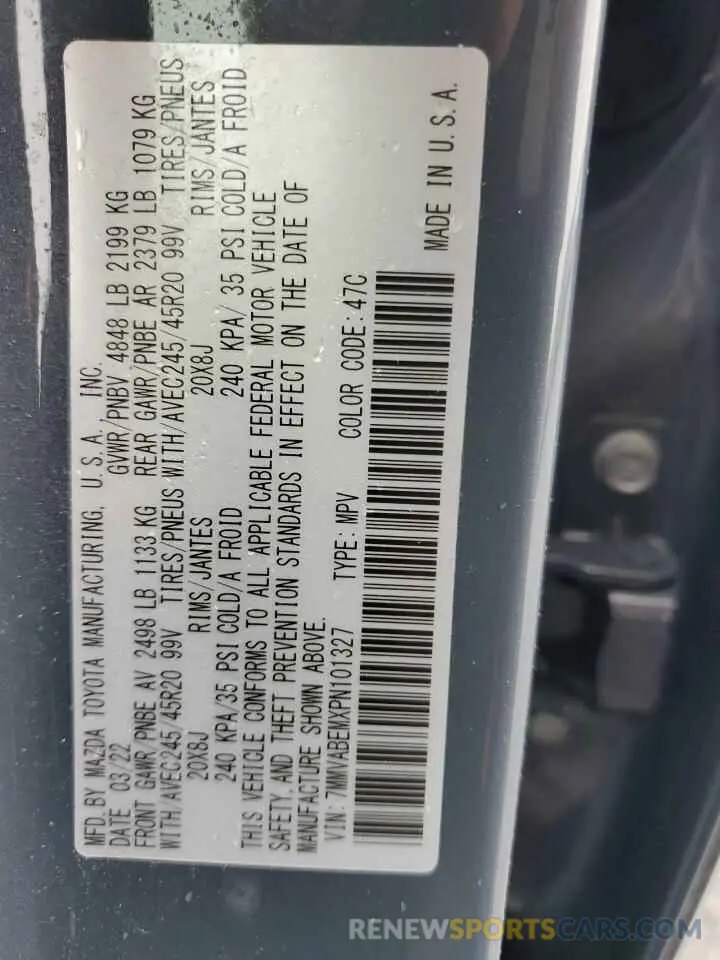 MFD. BY MAZDA TOYOTA MANUFACTURING, U.S.A., INC.
DATE 03/22 GVWR/PNBV 4848 LB 2199 KG
FRONT GAWR/PNBE AV 2498 LB 1133 KG REAR GAWR/PNBE AR 2379 LB 1079 KG
WITH/AVEC245/45R20 99V TIRES/PNEUS WITH/AVEC245/45R20 99V TIRES/PNEUS
20X8J RIMS/JANTES 20X8J RIMS/JANTES
240 KPA/35 PSI COLD/A FROID 240 KPA/ 35 PSI COLD/A FROID
THIS VEHICLE CONFORMS TO ALL APPLICABLE FEDERAL MOTOR VEHICLE
SAFETY, AND THEFT PREVENTION STANDARDS IN EFFECT ON THE DATE OF
MANUFACTURE SHOWN ABOVE.
VIN: 7MMVABEMXPN101327 TYPE: MPV COLOR CODE: 47C
MADE IN U.S.A.
RENEWSPORTSCARS.COM